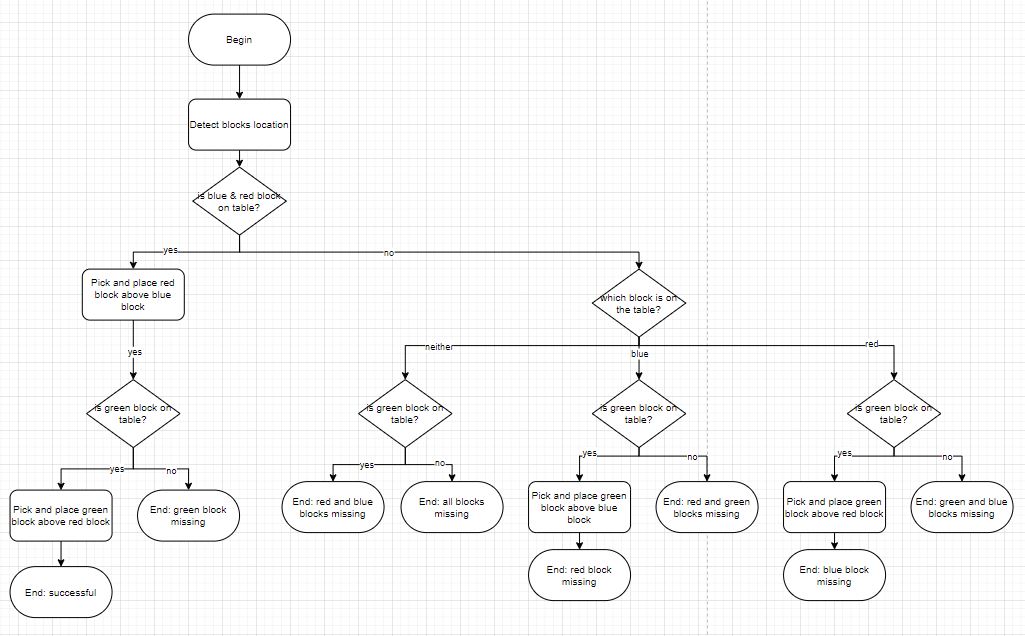 Begin
Detect blocks location
is blue & red block
on table?
yes
no
Pick and place red
block above blue
block
which block is on
the table?
yes
neither
blue
red
is green block on
table?
is green block on
table?
is green block on
table?
is green block on
table?
yes
no
yes
no
yes
no
yes
no
Pick and place green
block above red block
End: green block
missing
End: red and blue
blocks missing
End: all blocks
missing
Pick and place green
block above blue
block
End: red and green
blocks missing
Pick and place green
block above red block
End: green and blue
blocks missing
End: successful
End: red block
missing
End: blue block
missing